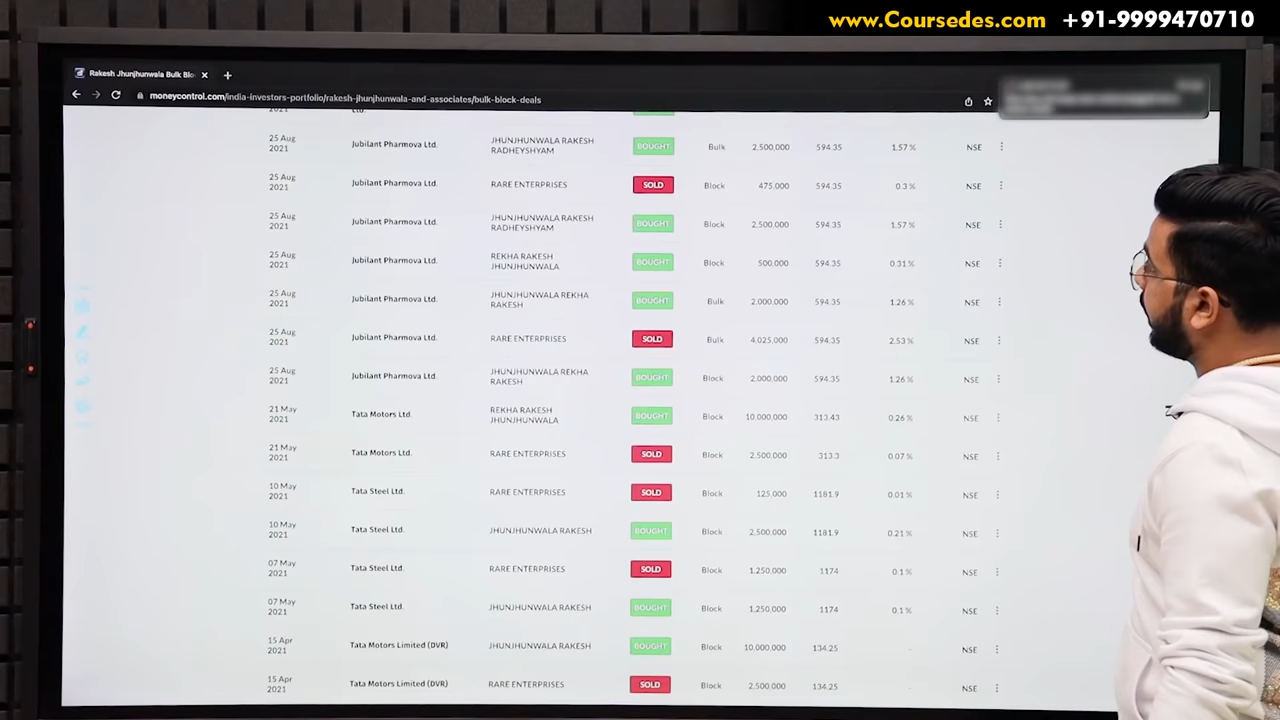 www.Coursedes.com +91-9999470710
Rakesh Jhunjhunwala Bulk Blo
moneycontrol.com/india-investors-portfolio/rakesh-jhunjhunwala-and-associates/bulk-block-deals
2021 Ltd.
25 Aug 2021 Jubilant Pharmova Ltd. JHUNJHUNWALA RAKESH RADHEYSHYAM BOUGHT Bulk 2,500,000 594.35 1.57 % NSE
25 Aug 2021 Jubilant Pharmova Ltd. RARE ENTERPRISES SOLD Block 475,000 594.35 0.3 % NSE
25 Aug 2021 Jubilant Pharmova Ltd. JHUNJHUNWALA RAKESH RADHEYSHYAM BOUGHT Block 2,500,000 594.35 1.57 % NSE
25 Aug 2021 Jubilant Pharmova Ltd. REKHA RAKESH JHUNJHUNWALA BOUGHT Block 500,000 594.35 0.31 % NSE
25 Aug 2021 Jubilant Pharmova Ltd. JHUNJHUNWALA REKHA RAKESH BOUGHT Bulk 2,000,000 594.35 1.26 % NSE
25 Aug 2021 Jubilant Pharmova Ltd. RARE ENTERPRISES SOLD Bulk 4,025,000 594.35 2.53 % NSE
25 Aug 2021 Jubilant Pharmova Ltd. JHUNJHUNWALA REKHA RAKESH BOUGHT Block 2,000,000 594.35 1.26 % NSE
21 May 2021 Tata Motors Ltd. REKHA RAKESH JHUNJHUNWALA BOUGHT Block 10,000,000 313.43 0.26 % NSE
21 May 2021 Tata Motors Ltd. RARE ENTERPRISES SOLD Block 2,500,000 313.3 0.07 % NSE
10 May 2021 Tata Steel Ltd. RARE ENTERPRISES SOLD Block 125,000 1181.9 0.01 % NSE
10 May 2021 Tata Steel Ltd. JHUNJHUNWALA RAKESH BOUGHT Block 2,500,000 1181.9 0.21 % NSE
07 May 2021 Tata Steel Ltd. RARE ENTERPRISES SOLD Block 1,250,000 1174 0.1 % NSE
07 May 2021 Tata Steel Ltd. JHUNJHUNWALA RAKESH BOUGHT Block 1,250,000 1174 0.1 % NSE
15 Apr 2021 Tata Motors Limited (DVR) JHUNJHUNWALA RAKESH BOUGHT Block 10,000,000 134.25 - NSE
15 Apr 2021 Tata Motors Limited (DVR) RARE ENTERPRISES SOLD Block 2,500,000 134.25 NSE